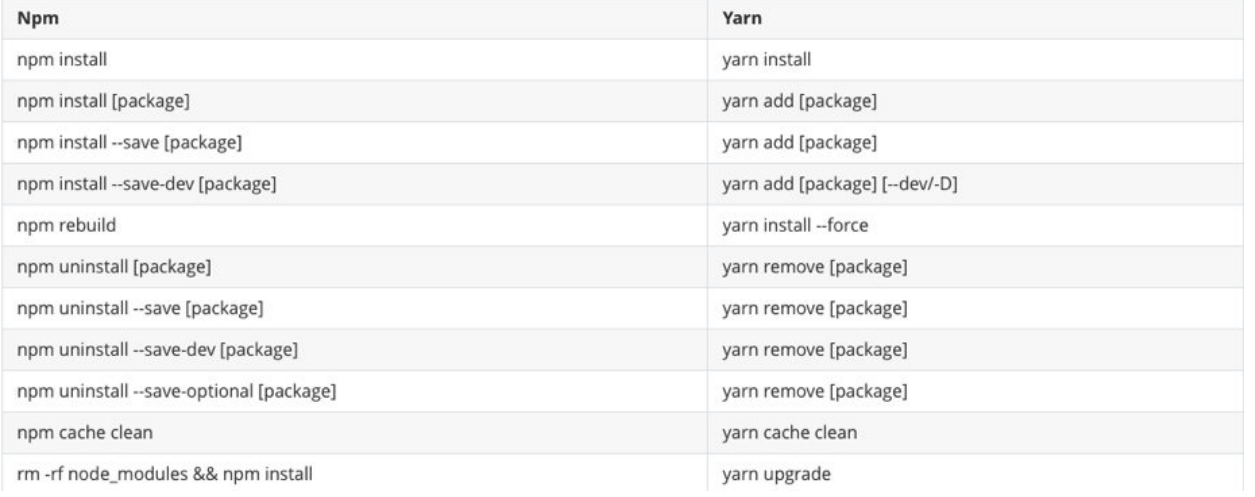 Npm Yarn
npm install yarn install
npm install [package] yarn add [package]
npm install --save [package] yarn add [package]
npm install --save-dev [package] yarn add [package] [--dev/-D]
npm rebuild yarn install --force
npm uninstall [package] yarn remove [package]
npm uninstall --save [package] yarn remove [package]
npm uninstall --save-dev [package] yarn remove [package]
npm uninstall --save-optional [package] yarn remove [package]
npm cache clean yarn cache clean
rm -rf node_modules && npm install yarn upgrade